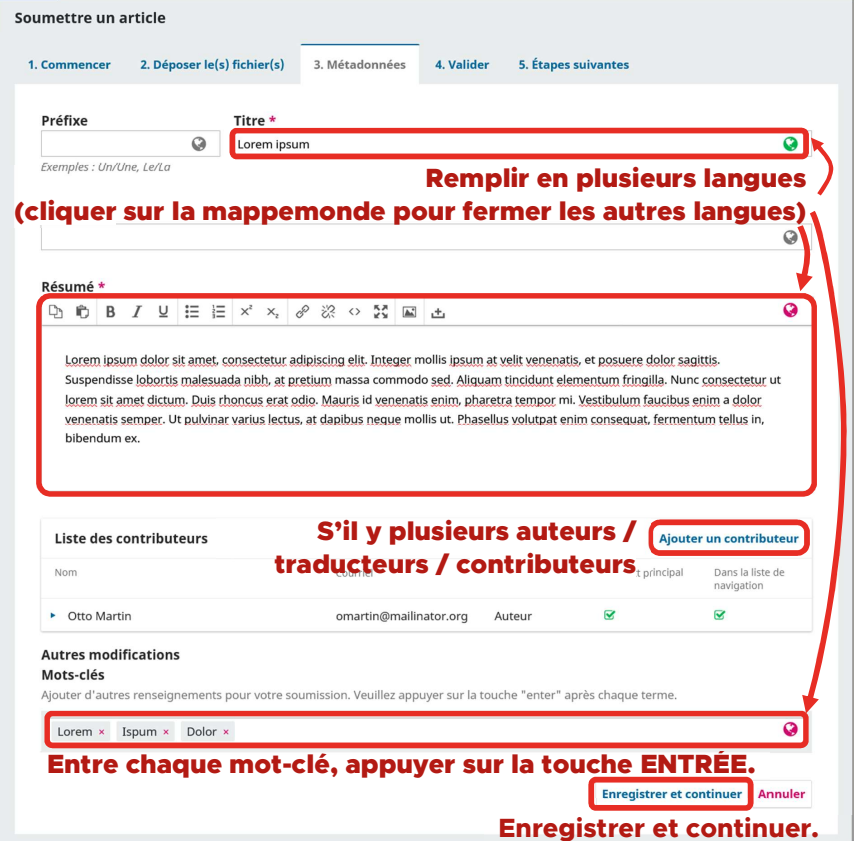 Soumettre un article
1. Commencer 2. Déposer le(s) fichier(s) 3. Métadonnées 4. Valider 5. Étapes suivantes
Préfixe Titre *
Lorem ipsum
Exemples : Un/Une, Le/La
Remplir en plusieurs langues
(cliquer sur la mappemonde pour fermer les autres langues)
Résumé *
Lorem ipsum dolor sit amet, consectetur adipiscing elit. Integer mollis ipsum at velit venenatis, et posuere dolor sagittis.
Suspendisse lobortis malesuada nibh, at pretium massa commodo sed. Aliquam tincidunt elementum fringilla. Nunc consectetur ut
lorem sit amet dictum. Duis rhoncus erat odio. Mauris id venenatis enim, pharetra tempor mi. Vestibulum faucibus enim a dolor
venenatis semper. Ut pulvinar varius lectus, at dapibus neque mollis ut. Phasellus volutpat enim consequat, fermentum tellus in,
bibendum ex.
S'il y plusieurs auteurs /
traducteurs / contributeurs
Liste des contributeurs Ajouter un contributeur
Nom Courrier t principal Dans la liste de
navigation
Otto Martin omartin@mailinator.org Auteur
Autres modifications
Mots-clés
Ajouter d'autres renseignements pour votre soumission. Veuillez appuyer sur la touche "enter" après chaque terme.
Lorem × Ispum × Dolor ×
Entre chaque mot-clé, appuyer sur la touche ENTRÉE.
Enregistrer et continuer Annuler
Enregistrer et continuer.